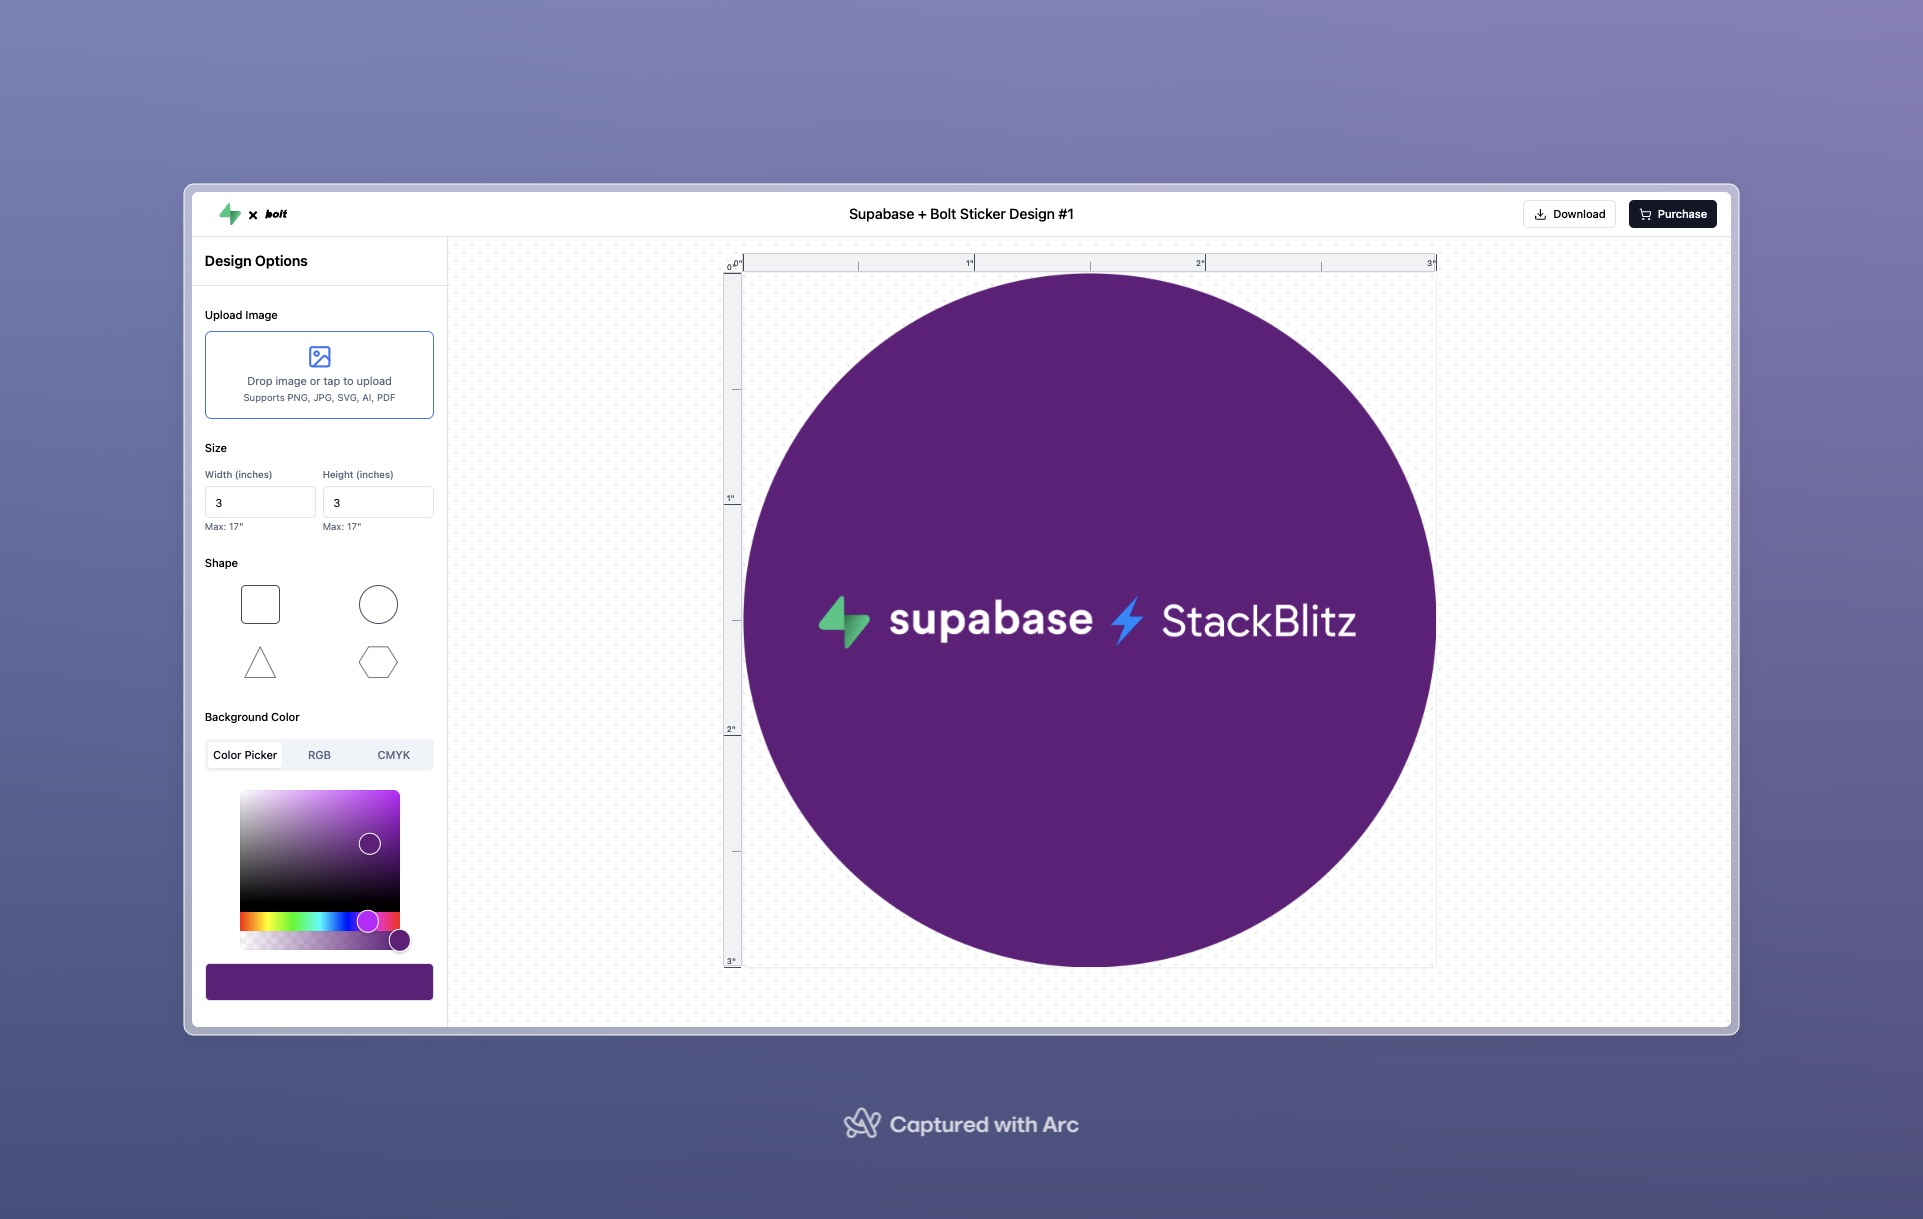 bolt
Supabase + Bolt Sticker Design #1
Download
Purchase
Design Options
Upload Image
Drop image or tap to upload
Supports PNG, JPG, SVG, AI, PDF
Size
Width (inches) Height (inches)
3 3
Max: 17" Max: 17"
Shape
Background Color
Color Picker RGB CMYK
0" 1" 2" 3"
0"
1"
2"
3"
supabase StackBlitz
Captured with Arc